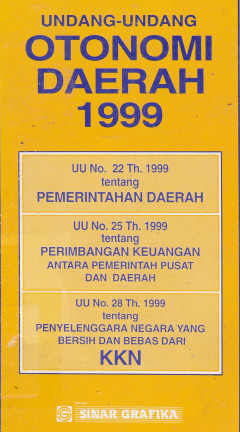 UNDANG-UNDANG
OTONOMI
DAERAH
1999
UU No. 22 Th. 1999
tentang
PEMERINTAHAN DAERAH
UU No. 25 Th. 1999
tentang
PERIMBANGAN KEUANGAN
ANTARA PEMERINTAH PUSAT
DAN DAERAH
UU No. 28 Th. 1999
tentang
PENYELENGGARA NEGARA YANG
BERSIH DAN BEBAS DARI
KKN
SINAR GRAFIKA